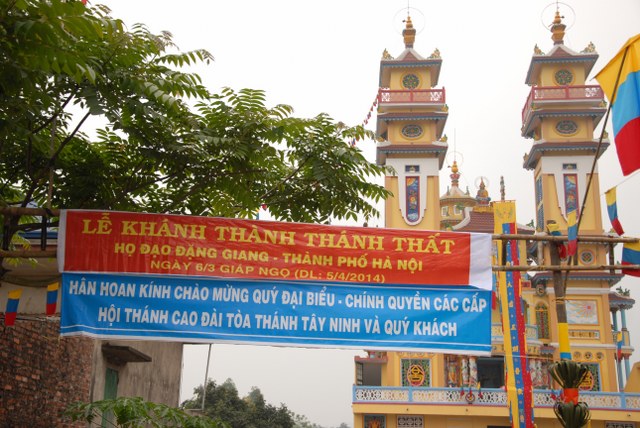 LỄ KHÁNH THÀNH THÁNH THẤT
HỌ ĐẠO ĐẶNG GIANG - THÀNH PHỐ HÀ NỘI
NGÀY 6/3 GIÁP NGỌ (DL: 5/4/2014)
HÂN HOAN KÍNH CHÀO MỪNG QUÝ ĐẠI BIỂU - CHÍNH QUYỀN CÁC CẤP
HỘI THÁNH CAO ĐÀI TÒA THÁNH TÂY NINH VÀ QUÝ KHÁCH